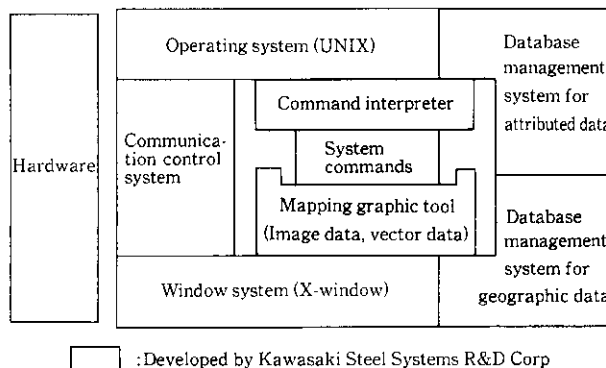 Hardware
Operating system (UNIX)
Database
management
system for
attributed data
Communica-
tion control
system
Command interpreter
System
commands
Mapping graphic tool
(Image data, vector data)
Window system (X-window)
Database
management
system for
geographic data
:Developed by Kawasaki Steel Systems R&D Corp